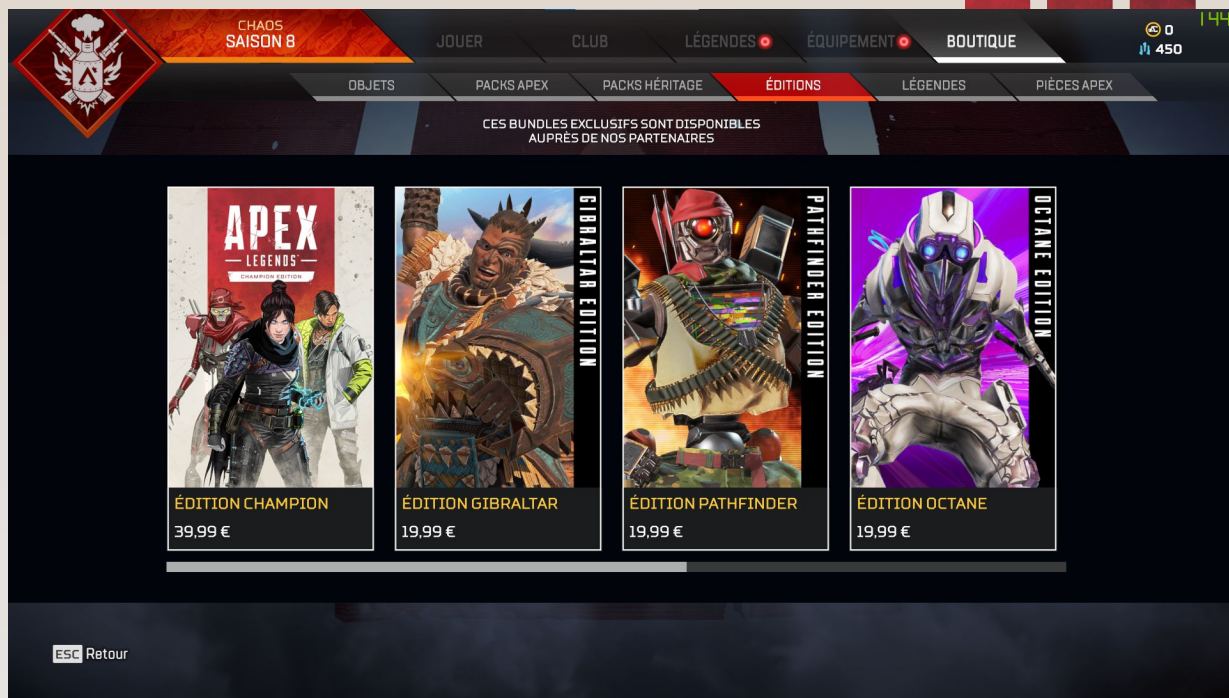 CHAOS
SAISON 8
JOUER
CLUB
LÉGENDES
ÉQUIPEMENT
BOUTIQUE
0
450
144
OBJETS
PACKS APEX
PACKS HÉRITAGE
ÉDITIONS
LÉGENDES
PIÈCES APEX
CES BUNDLES EXCLUSIFS SONT DISPONIBLES
AUPRÈS DE NOS PARTENAIRES
APEX
LEGENDS
CHAMPION EDITION
ÉDITION CHAMPION
39,99 €
GIBRALTAR EDITION
ÉDITION GIBRALTAR
19,99 €
PATHFINDER EDITION
ÉDITION PATHFINDER
19,99 €
OCTANE EDITION
ÉDITION OCTANE
19,99 €
ESC Retour